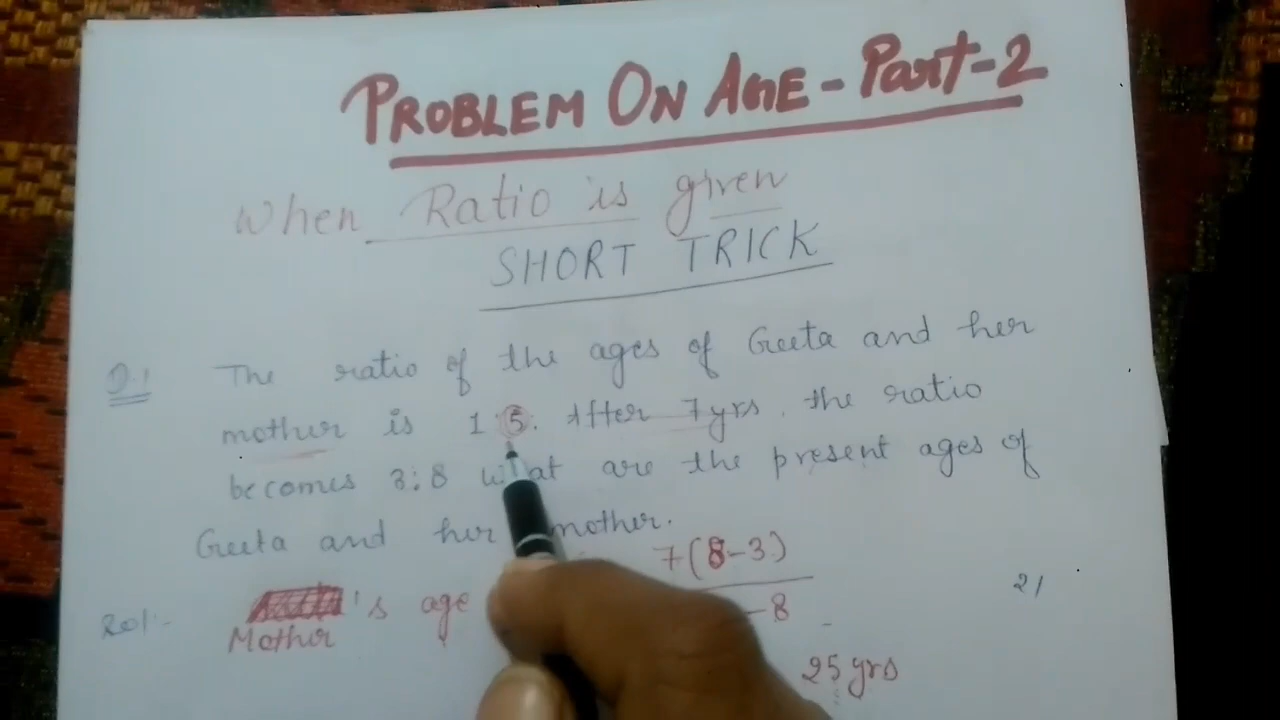 PROBLEM ON AGE - Part-2
When Ratio is given
SHORT TRICK
Q.1 The ratio of the ages of Geeta and her
mother is 1:5. After 7yrs. the ratio
becomes 3:8 what are the present ages of
Geeta and her mother.
7(8-3)
Sol:- 's age -8 21
Mother
25 yrs